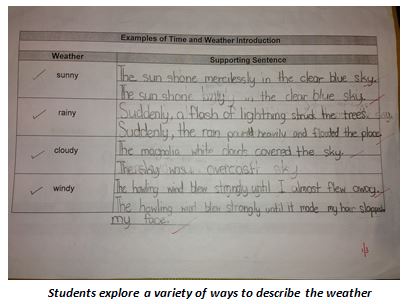 Examples of Time and Weather Introduction
Weather Supporting Sentence
sunny The sun shone mercilessly in the clear blue sky.
The sun shone in the clear blue sky.
rainy Suddenly, a flash of lightning struck the trees.
Suddenly, the rain heavily and flooded the place.
cloudy The magnolia white clouds covered the sky.
The sky was overcast
windy The howling wind blew strongly until I almost flew away.
The howling wind blew strongly until it made my hair slapped
my face.
Students explore a variety of ways to describe the weather